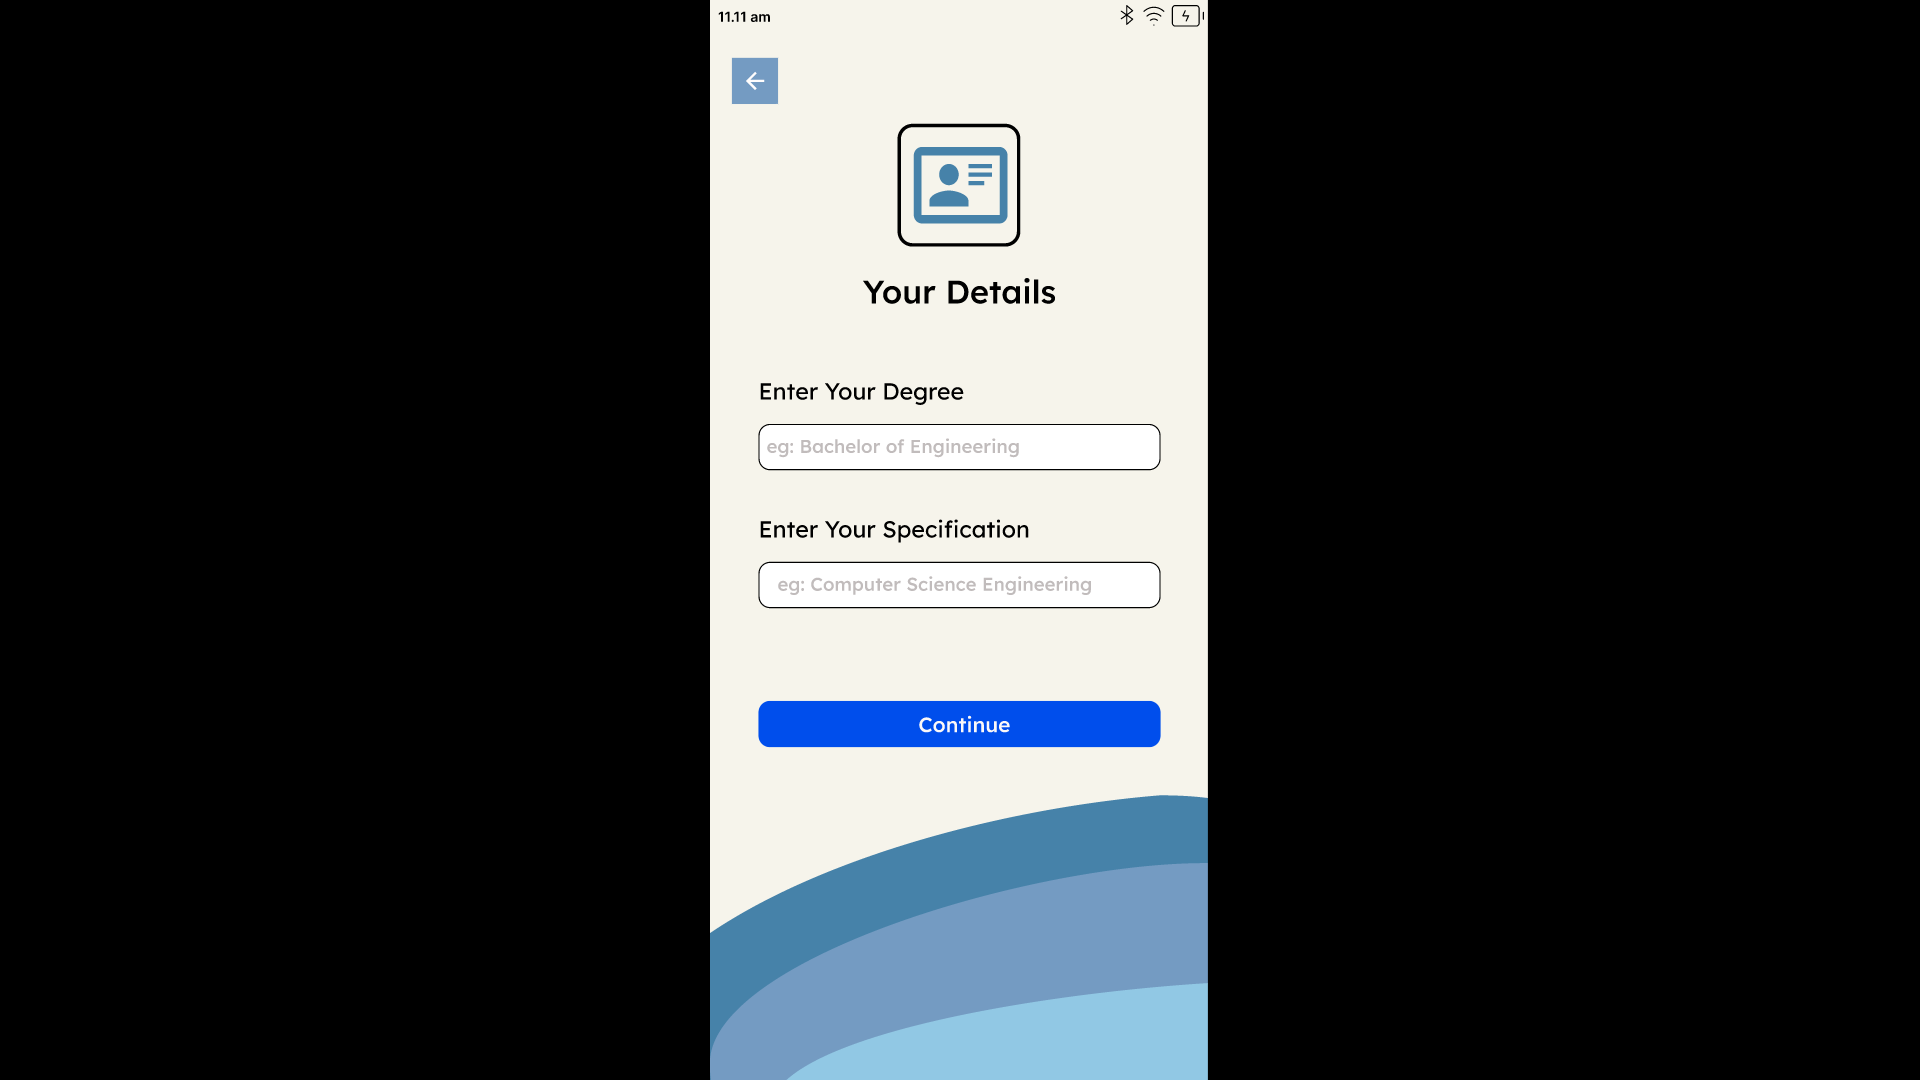 11.11 am
Your Details
Enter Your Degree
eg: Bachelor of Engineering
Enter Your Specification
eg: Computer Science Engineering
Continue